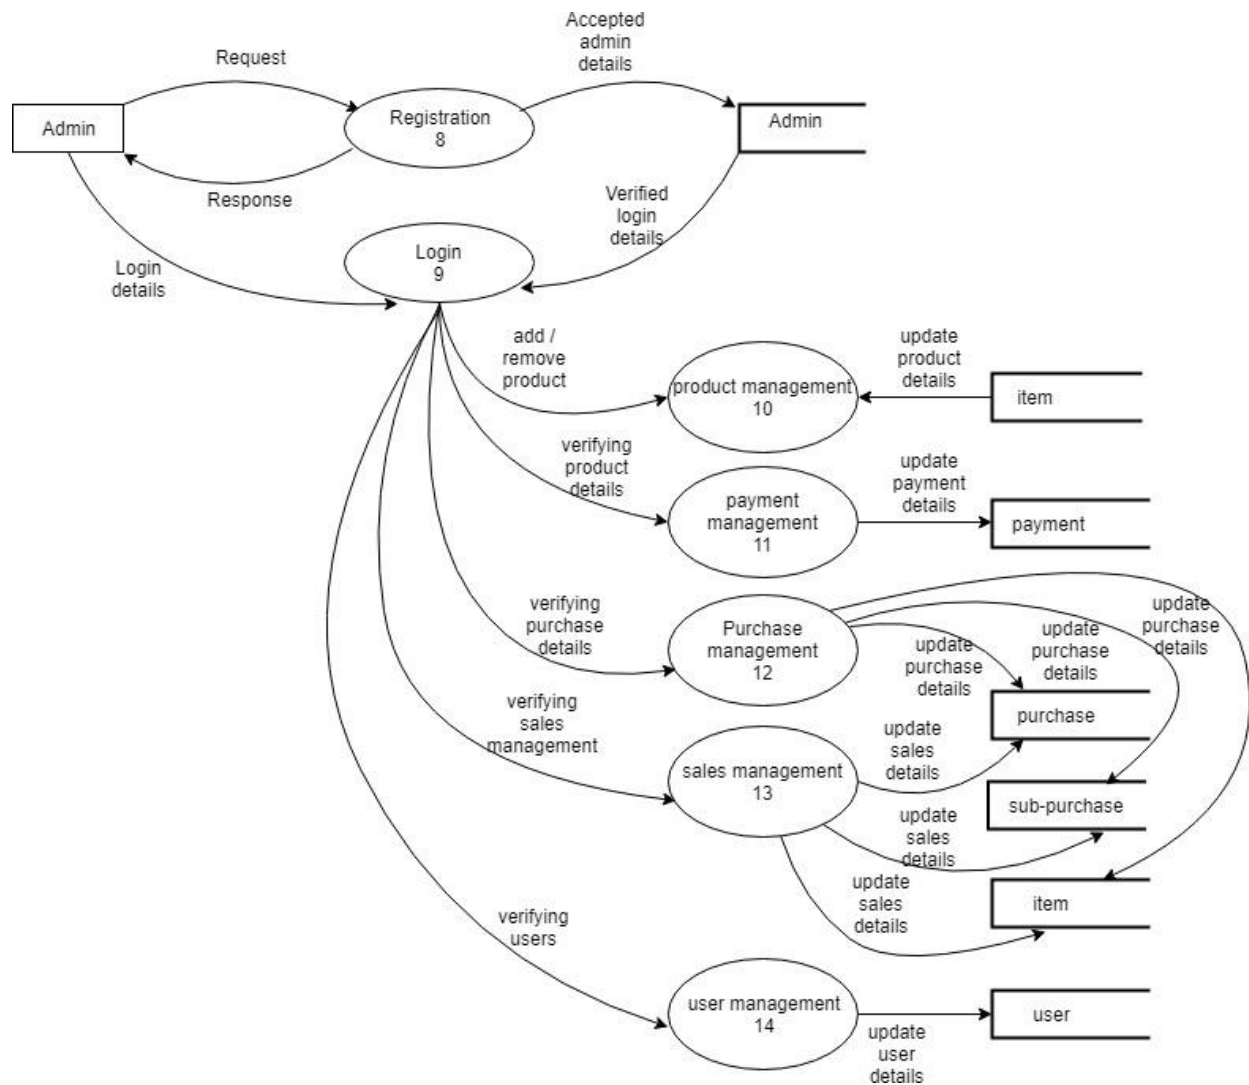 Accepted
admin
details
Request
Admin
Registration
8
Admin
Response
Verified
login
details
Login
9
Login
details
add /
remove
product
update
product
details
product management
10
item
verifying
product
details
update
payment
details
payment
management
11
payment
verifying
purchase
details
Purchase
management
12
update
purchase
details
update
purchase
details
update
purchase
details
purchase
verifying
sales
management
sales management
13
update
sales
details
sub-purchase
update
sales
details
update
sales
details
item
verifying
users
user management
14
user
update
user
details